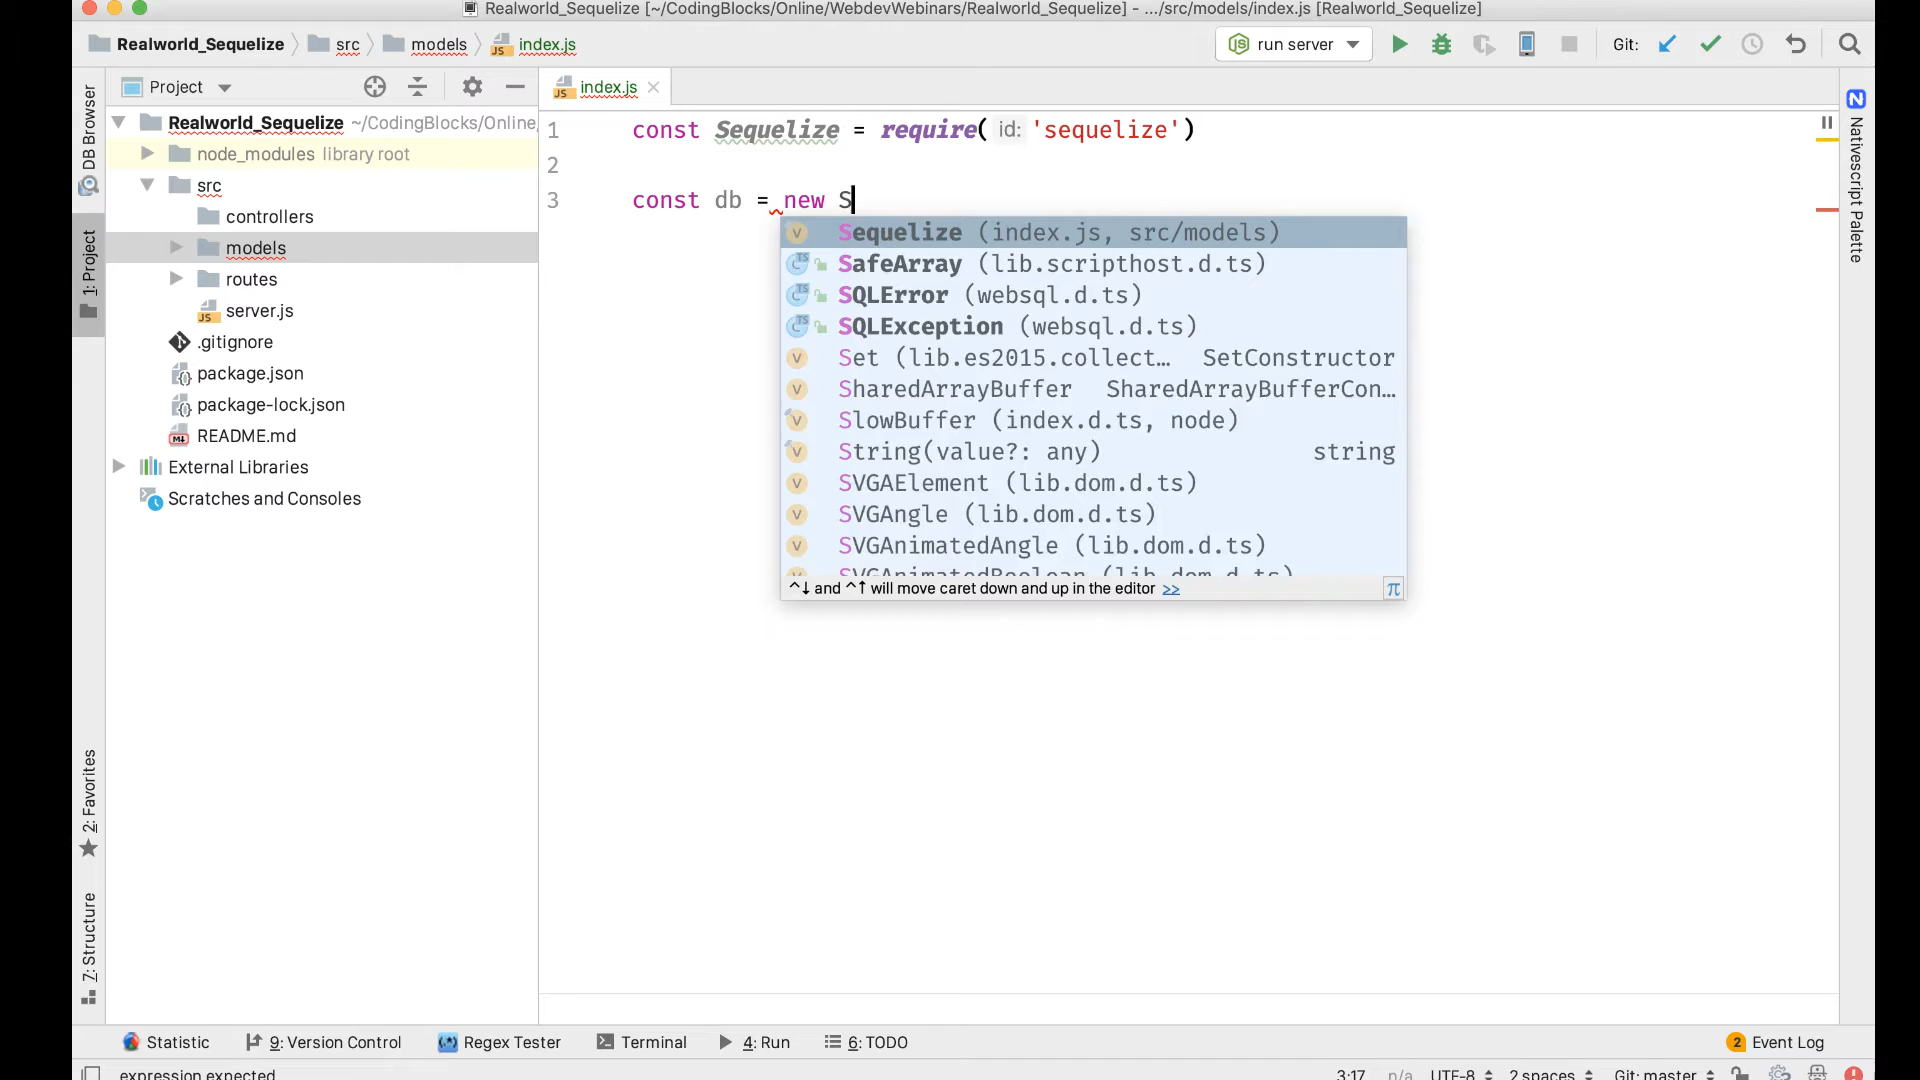 Realworld_Sequelize [~/CodingBlocks/Online/WebdevWebinars/Realworld_Sequelize] - .../src/models/index.js [Realworld_Sequelize]
Realworld_Sequelize src models index.js run server Git:
Project index.js
DB Browser
1: Project
2: Favorites
7: Structure
Realworld_Sequelize ~/CodingBlocks/Online,
node_modules library root
src
controllers
models
routes
server.js
.gitignore
package.json
package-lock.json
README.md
External Libraries
Scratches and Consoles
1 const Sequelize = require( id: 'sequelize')
2
3 const db = new S
Sequelize (index.js, src/models)
SafeArray (lib.scripthost.d.ts)
SQLError (websql.d.ts)
SQLException (websql.d.ts)
Set (lib.es2015.collect… SetConstructor
SharedArrayBuffer SharedArrayBufferCon…
SlowBuffer (index.d.ts, node)
String(value?: any) string
SVGAElement (lib.dom.d.ts)
SVGAngle (lib.dom.d.ts)
SVGAnimatedAngle (lib.dom.d.ts)
SVGAnimatedBoolean (lib.dom.d.ts)
^↓ and ^↑ will move caret down and up in the editor >> π
Nativescript Palette
Statistic 9: Version Control Regex Tester Terminal 4: Run 6: TODO 2 Event Log
expression expected 3:17 n/a UTF-8 2 spaces Git: master